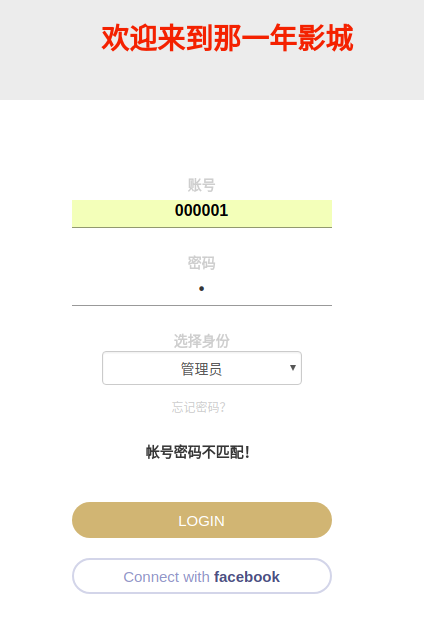 欢迎来到那一年影城
账号
000001
密码
•
选择身份
管理员
忘记密码?
帐号密码不匹配!
LOGIN
Connect with facebook